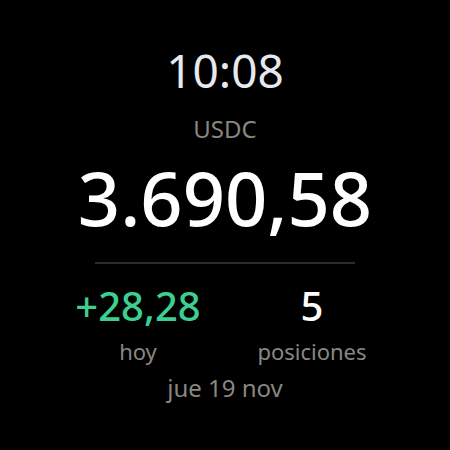 10:08
USDC
3.690,58
+28,28 5
hoy posiciones
jue 19 nov